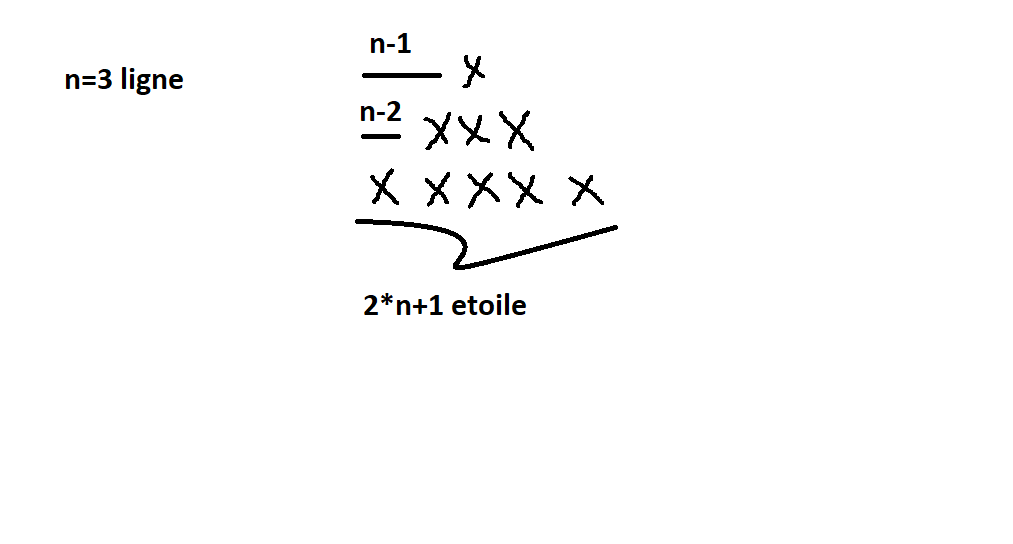 n-1
n=3 ligne
X
n-2
X X X
X X X X X
2*n+1 etoile